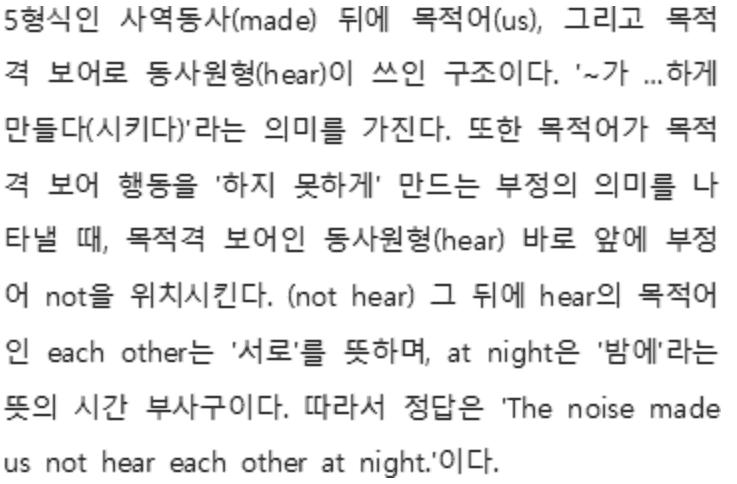 5형식인 사역동사(made) 뒤에 목적어(us), 그리고 목적
격 보어로 동사원형(hear)이 쓰인 구조이다. '~가 ...하게
만들다(시키다)'라는 의미를 가진다. 또한 목적어가 목적
격 보어 행동을 '하지 못하게' 만드는 부정의 의미를 나
타낼 때, 목적격 보어인 동사원형(hear) 바로 앞에 부정
어 not을 위치시킨다. (not hear) 그 뒤에 hear의 목적어
인 each other는 '서로'를 뜻하며, at night은 '밤에'라는
뜻의 시간 부사구이다. 따라서 정답은 'The noise made
us not hear each other at night.'이다.